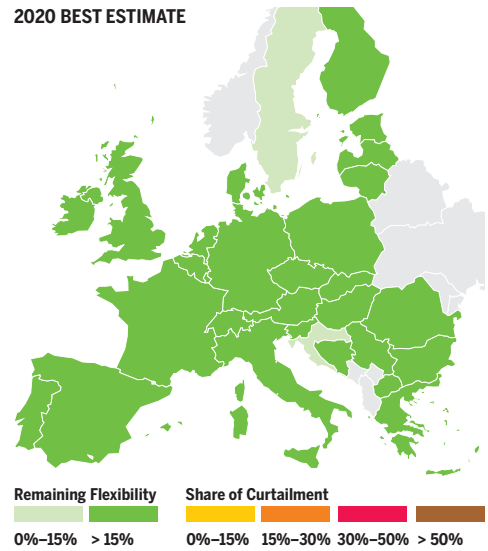 2020 BEST ESTIMATE
Remaining Flexibility Share of Curtailment
0%–15% > 15% 0%–15% 15%–30% 30%–50% > 50%